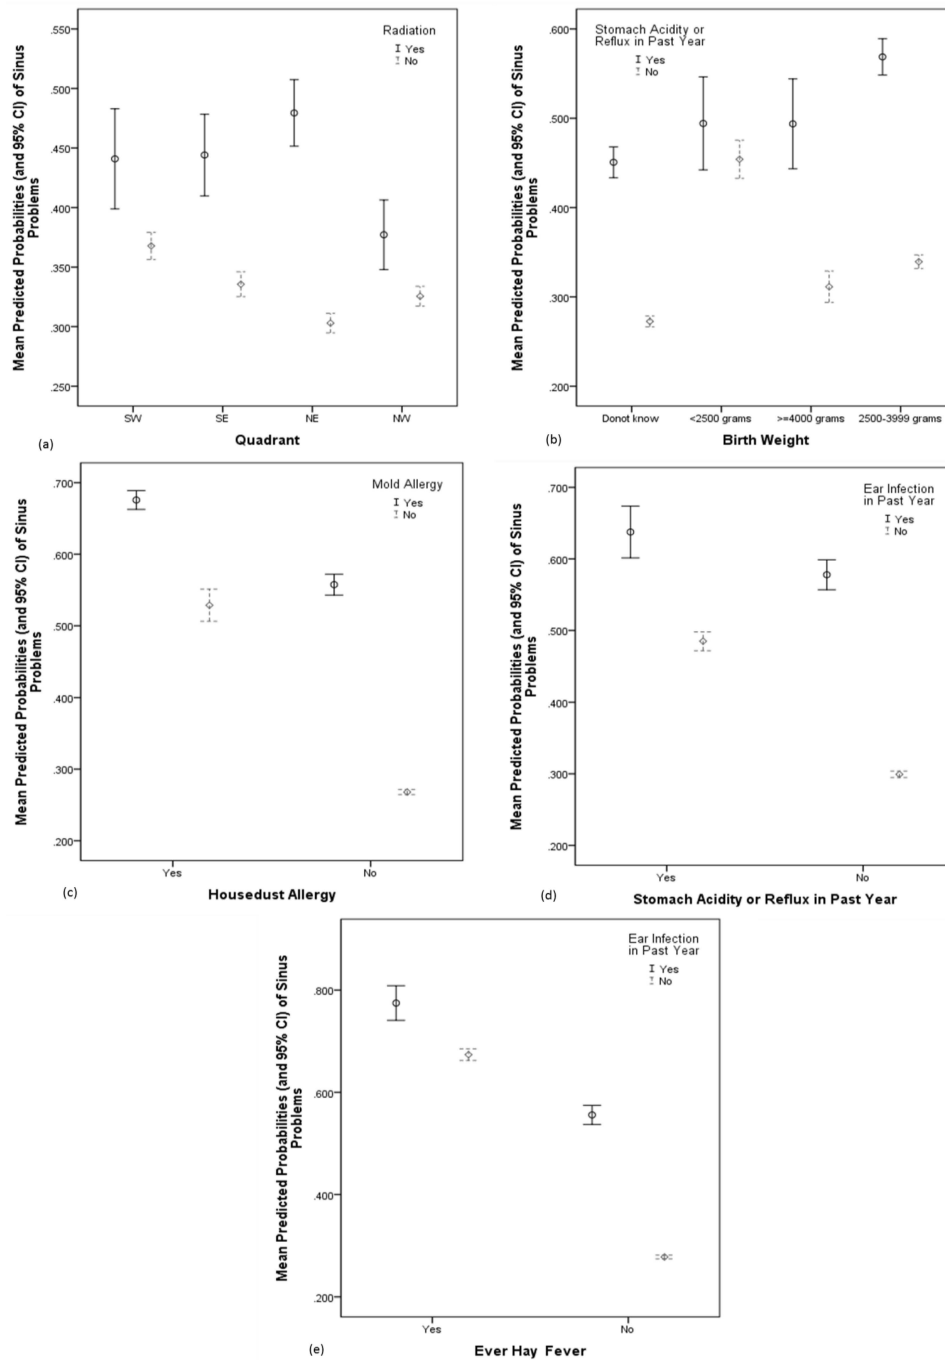 Mean Predicted Probabilities (and 95% CI) of Sinus
Problems
.550
.500
.450
.400
.350
.300
.250
Radiation
Yes
No
SW
SE
NE
NW
(a)
Quadrant
Mean Predicted Probabilities (and 95% CI) of Sinus
Problems
.600
.500
.400
.300
.200
Stomach Acidity or
Reflux in Past Year
Yes
No
Donot know
<2500 grams
>=4000 grams
2500-3999 grams
(b)
Birth Weight
Mean Predicted Probabilities (and 95% CI) of Sinus
Problems
.700
.600
.500
.400
.300
.200
Mold Allergy
Yes
No
Yes
No
(c)
Housedust Allergy
Mean Predicted Probabilities (and 95% CI) of Sinus
Problems
.700
.600
.500
.400
.300
.200
Ear Infection
in Past Year
Yes
No
Yes
No
(d)
Stomach Acidity or Reflux in Past Year
Mean Predicted Probabilities (and 95% CI) of Sinus
Problems
.800
.600
.400
.200
Ear Infection
in Past Year
Yes
No
Yes
No
(e)
Ever Hay Fever